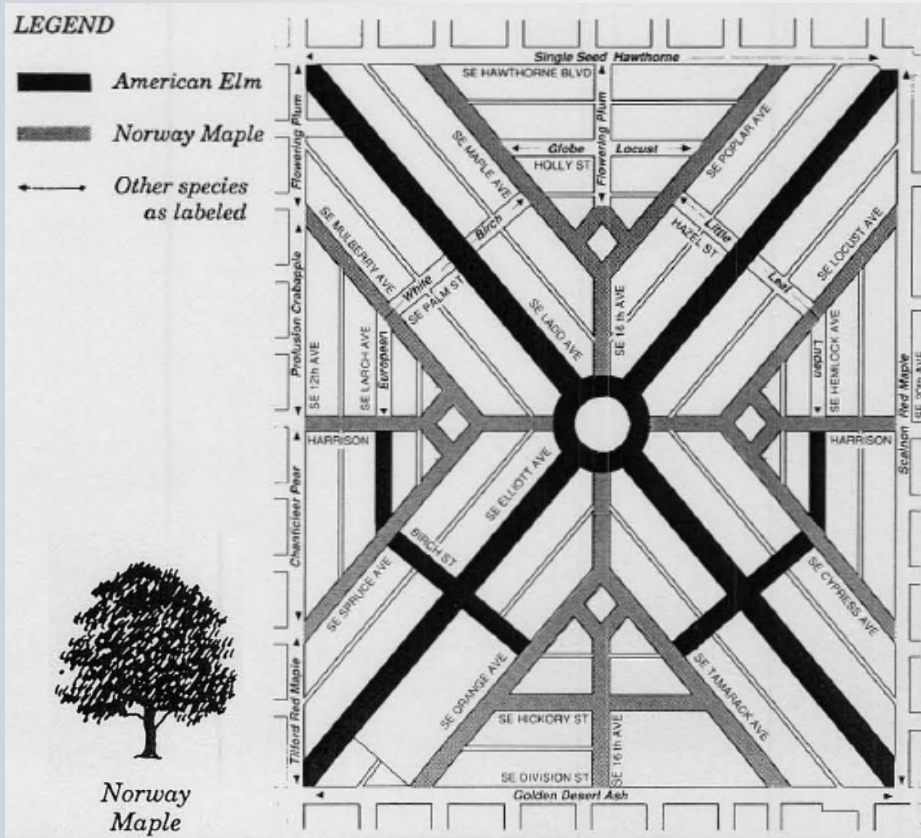 LEGEND
American Elm
Norway Maple
Other species
as labeled
Norway
Maple
Single Seed Hawthorne
SE HAWTHORNE BLVD
Flowering Plum
Flowering Plum
Globe Locust
HOLLY ST
SE MAPLE AVE
SE POPLAR AVE
SE MULBERRY AVE
White Birch
SE PALM ST
European
Little
Leaf
Linden
HAZEL ST
SE LOCUST AVE
SE LADD AVE
SE 16th AVE
Profusion Crabapple
SE 12th AVE
SE LARCH AVE
SE HEMLOCK AVE
Red Maple
SE 20th AVE
HARRISON
HARRISON
Chanticleer Pear
SE ELLIOTT AVE
BIRCH ST
SE SPRUCE AVE
SE CYPRESS AVE
SE ORANGE AVE
SE TAMARACK AVE
Tilford Red Maple
SE HICKORY ST
SE 16th AVE
SE DIVISION ST
Golden Desert Ash